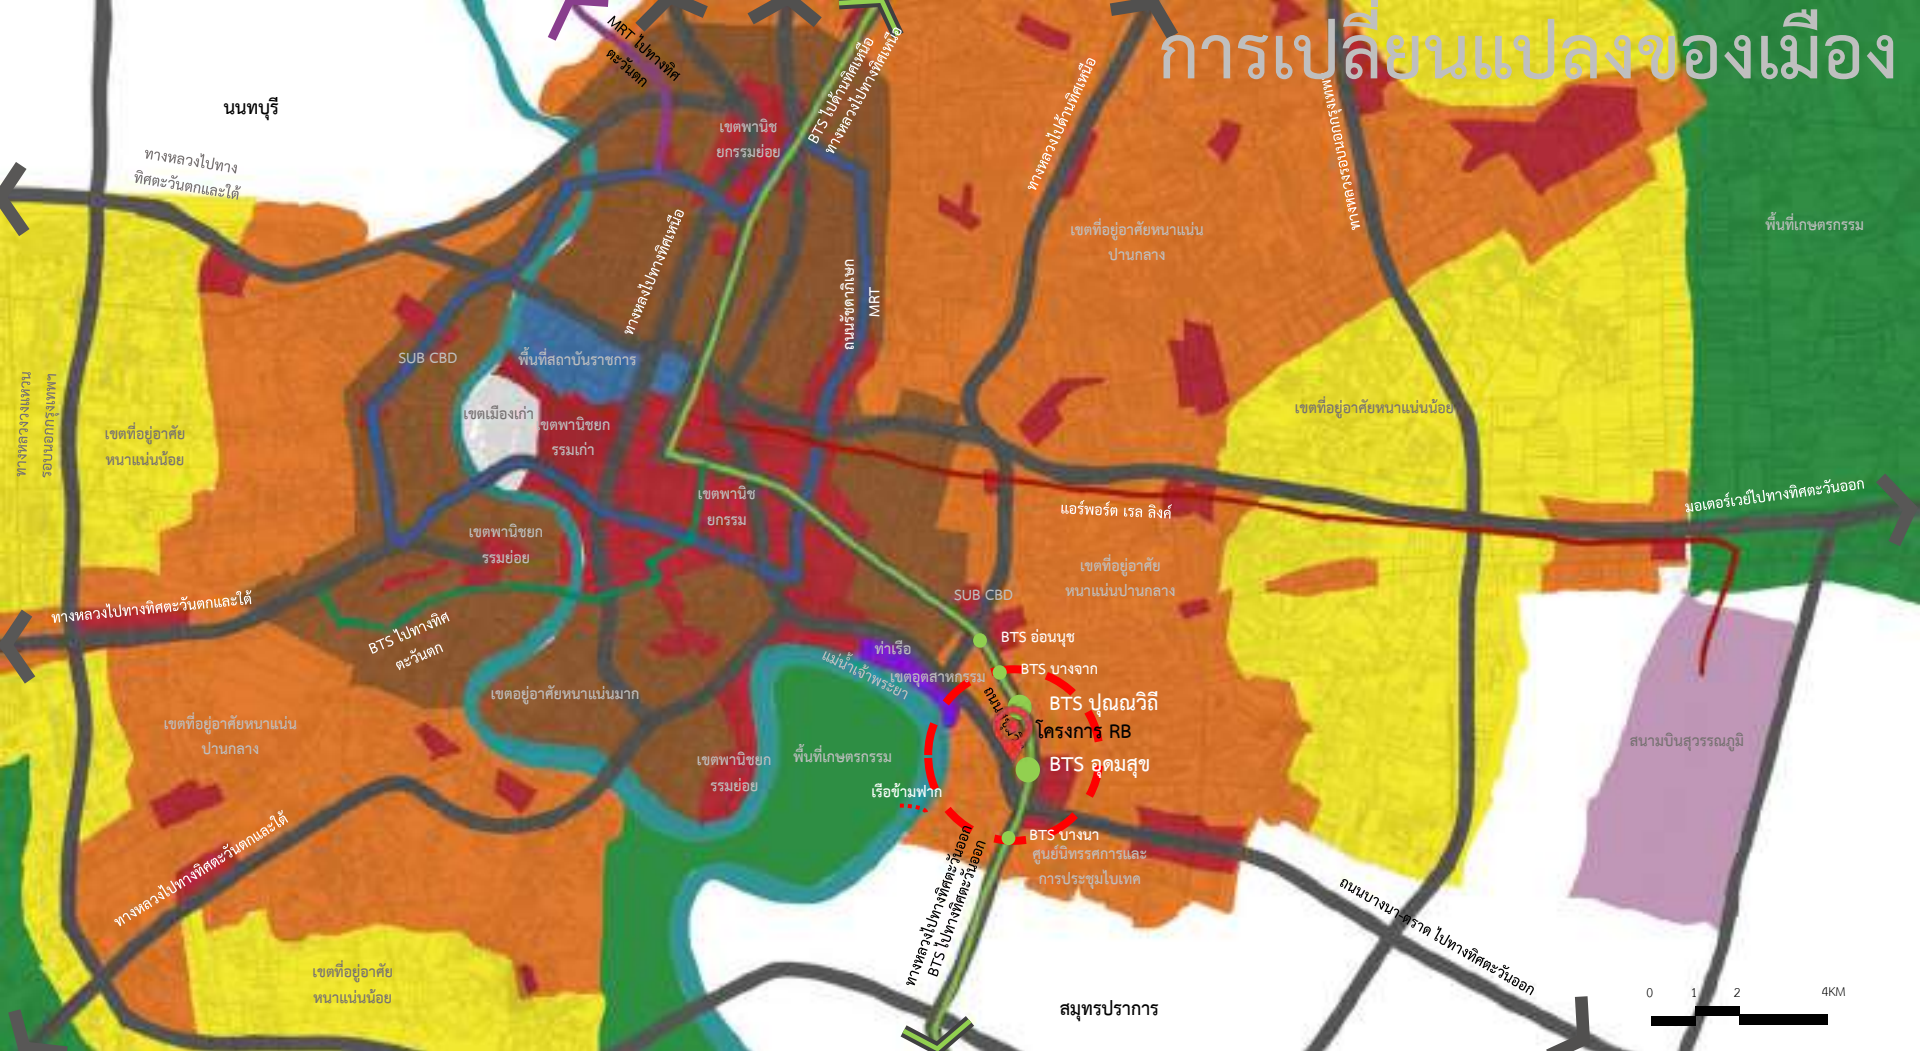 การเปลี่ยนแปลงของเมือง
MRT ไปทางทิศ
ตะวันตก
BTS ไปด้านทิศเหนือ
ทางหลวงไปทางทิศเหนือ
ทางหลวงไปด้านทิศเหนือ
นนทบุรี
ทางหลวงไปทาง
ทิศตะวันตกและใต้
เขตพานิช
ยกรรมย่อย
ทางหลวงรอบนอกกรุงเทพ
เขตที่อยู่อาศัยหนาแน่น
ปานกลาง
พื้นที่เกษตรกรรม
ทางหลงไปทางทิศเหนือ
ถนนรัชดาภิเษก
MRT
SUB CBD
พื้นที่สถาบันราชการ
เขตเมืองเก่า
เขตพานิชยก
รรมเก่า
เขตที่อยู่อาศัยหนาแน่นน้อย
เขตที่อยู่อาศัย
หนาแน่นน้อย
เขตพานิช
ยกรรม
แอร์พอร์ต เรล ลิงค์
มอเตอร์เวย์ไปทางทิศตะวันออก
เขตพานิชยก
รรมย่อย
เขตที่อยู่อาศัย
หนาแน่นปานกลาง
SUB CBD
ทางหลวงไปทางทิศตะวันตกและใต้
BTS ไปทางทิศ
ตะวันตก
BTS อ่อนนุช
ท่าเรือ
แม่น้ำเจ้าพระยา
เขตอุตสาหกรรม
BTS บางจาก
BTS ปุณณวิถี
เขตอยู่อาศัยหนาแน่นมาก
โครงการ RB
เขตที่อยู่อาศัยหนาแน่น
ปานกลาง
สนามบินสุวรรณภูมิ
เขตพานิชยก
รรมย่อย
พื้นที่เกษตรกรรม
BTS อุดมสุข
เรือข้ามฟาก
BTS บางนา
ศูนย์นิทรรศการและ
การประชุมไบเทค
ทางหลวงไปทางทิศตะวันตกและใต้
ทางหลวงไปทางทิศตะวันออก
BTS ไปทางทิศตะวันออก
ถนนบางนา-ตราด ไปทางทิศตะวันออก
เขตที่อยู่อาศัย
หนาแน่นน้อย
สมุทรปราการ
0 1 2 4KM